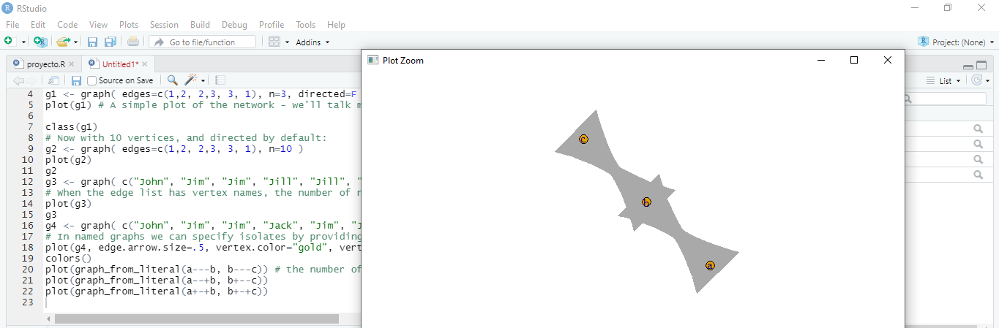 RStudio
File Edit Code View Plots Session Build Debug Profile Tools Help
Go to file/function
Addins
Project: (None)
proyecto.R
Untitled1*
Plot Zoom
Source on Save
List
4 g1 <- graph( edges=c(1,2, 2,3, 3, 1), n=3, directed=F
5 plot(g1) # A simple plot of the network - we'll talk m
6
7 class(g1)
8 # Now with 10 vertices, and directed by default:
9 g2 <- graph( edges=c(1,2, 2,3, 3, 1), n=10 )
10 plot(g2)
11 g2
12 g3 <- graph( c("John", "Jim", "Jim", "Jill", "Jill", "
13 # When the edge list has vertex names, the number of n
14 plot(g3)
15 g3
16 g4 <- graph( c("John", "Jim", "Jim", "Jack", "Jim", "J
17 # In named graphs we can specify isolates by providing
18 plot(g4, edge.arrow.size=.5, vertex.color="gold", vert
19 colors()
20 plot(graph_from_literal(a---b, b---c)) # the number of
21 plot(graph_from_literal(a--+b, b+--c))
22 plot(graph_from_literal(a+-+b, b+-+c))
23
c
b
a